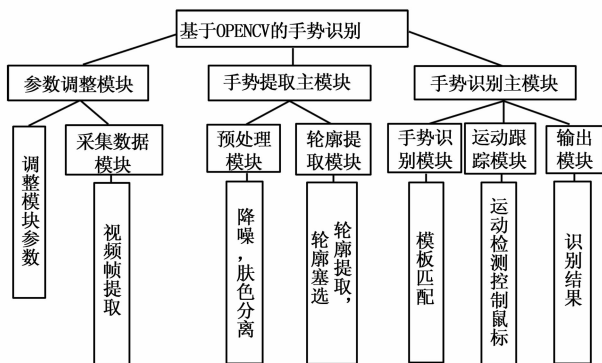 基于OPENCV的手势识别
参数调整模块
手势提取主模块
手势识别主模块
采集数据
模块
预处理
模块
轮廓提
取模块
手势识
别模块
运动跟
踪模块
输出
模块
调整模块参数
视频帧提取
降噪,肤色分离
轮廓提取,
轮廓塞选
模板匹配
运动检测控制鼠标
识别结果